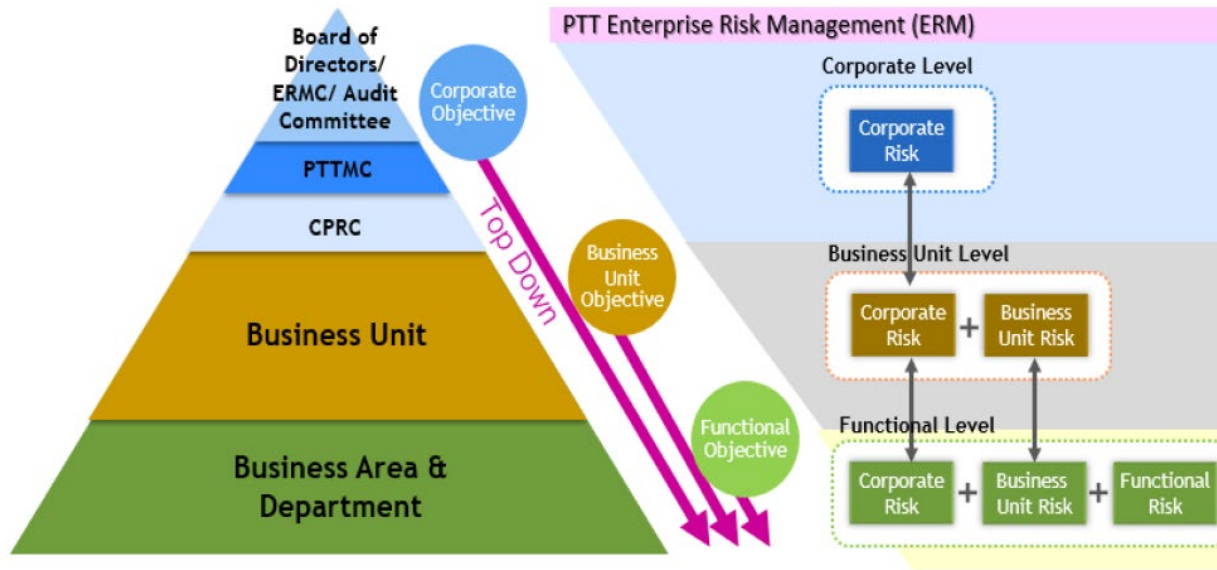 Board of
Directors/
ERMC/ Audit
Committee
PTTMC
CPRC
Business Unit
Business Area &
Department
Corporate
Objective
Top Down
Business
Unit
Objective
Functional
Objective
PTT Enterprise Risk Management (ERM)
Corporate Level
Corporate
Risk
Business Unit Level
Corporate
Risk
+
Business
Unit Risk
Functional Level
Corporate
Risk
+
Business
Unit Risk
+
Functional
Risk